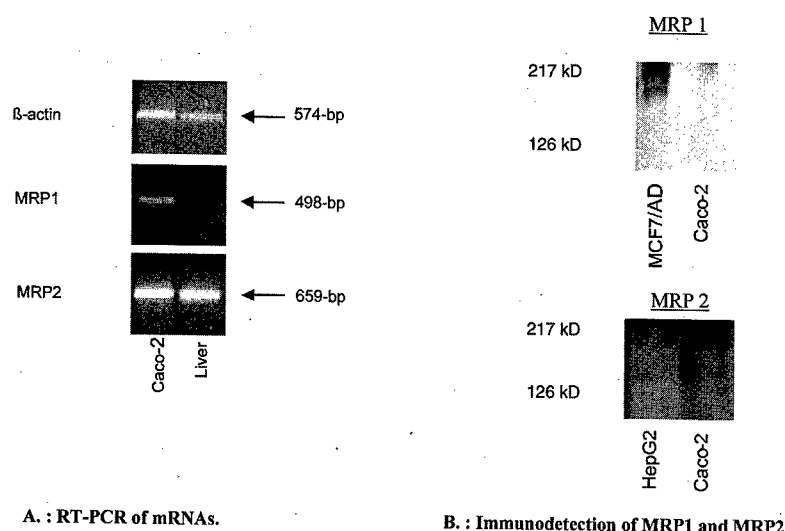 ß-actin
574-bp
MRP1
498-bp
MRP2
659-bp
Caco-2
Liver
A. : RT-PCR of mRNAs.
MRP 1
217 kD
126 kD
MCF7/AD
Caco-2
MRP 2
217 kD
126 kD
HepG2
Caco-2
B. : Immunodetection of MRP1 and MRP2